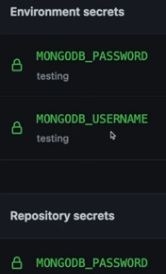 Environment secrets
MONGODB_PASSWORD
testing
MONGODB_USERNAME
testing
Repository secrets
MONGODB_PASSWORD